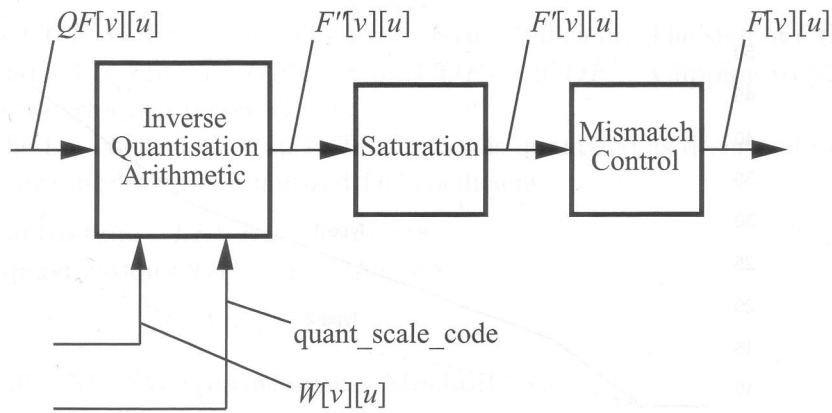 QF[v][u]
F''[v][u]
F'[v][u]
F[v][u]
Inverse
Quantisation
Arithmetic
Saturation
Mismatch
Control
quant_scale_code
W[v][u]